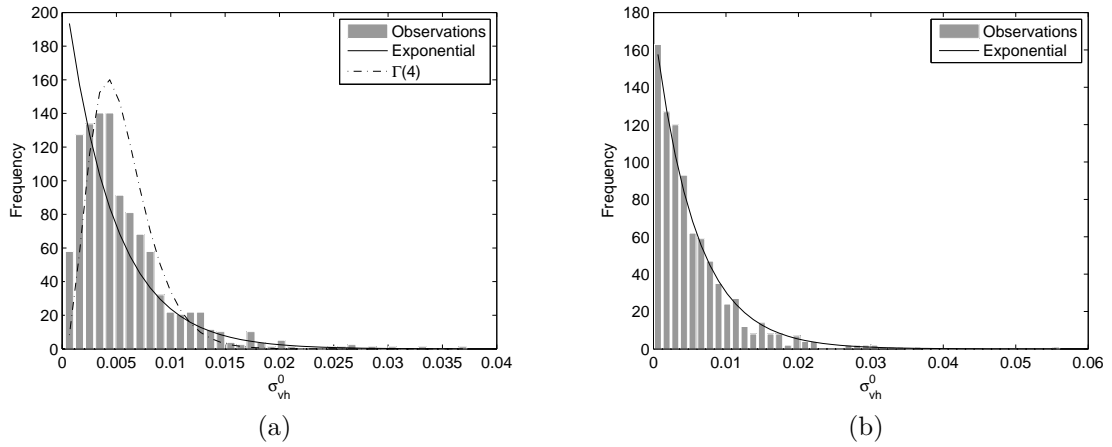 200
180
160
140
120
100
80
60
40
20
0
Frequency
0 0.005 0.01 0.015 0.02 0.025 0.03 0.035 0.04
σ⁰vh
Observations
Exponential
Γ(4)
(a)
180
160
140
120
100
80
60
40
20
0
Frequency
0 0.01 0.02 0.03 0.04 0.05 0.06
σ⁰vh
Observations
Exponential
(b)